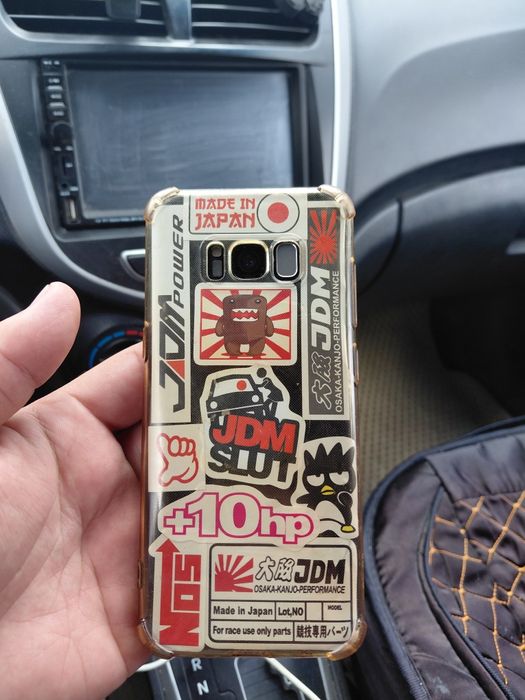 MADE IN
JAPAN
JDM POWER
大阪 JDM
OSAKA-KANJO-PERFORMANCE
JDM
SLUT
+10hp
NOS
大阪 JDM
OSAKA-KANJO-PERFORMANCE
Made in Japan Lot,NO MODEL
For race use only parts 競技専用パーツ
R N D